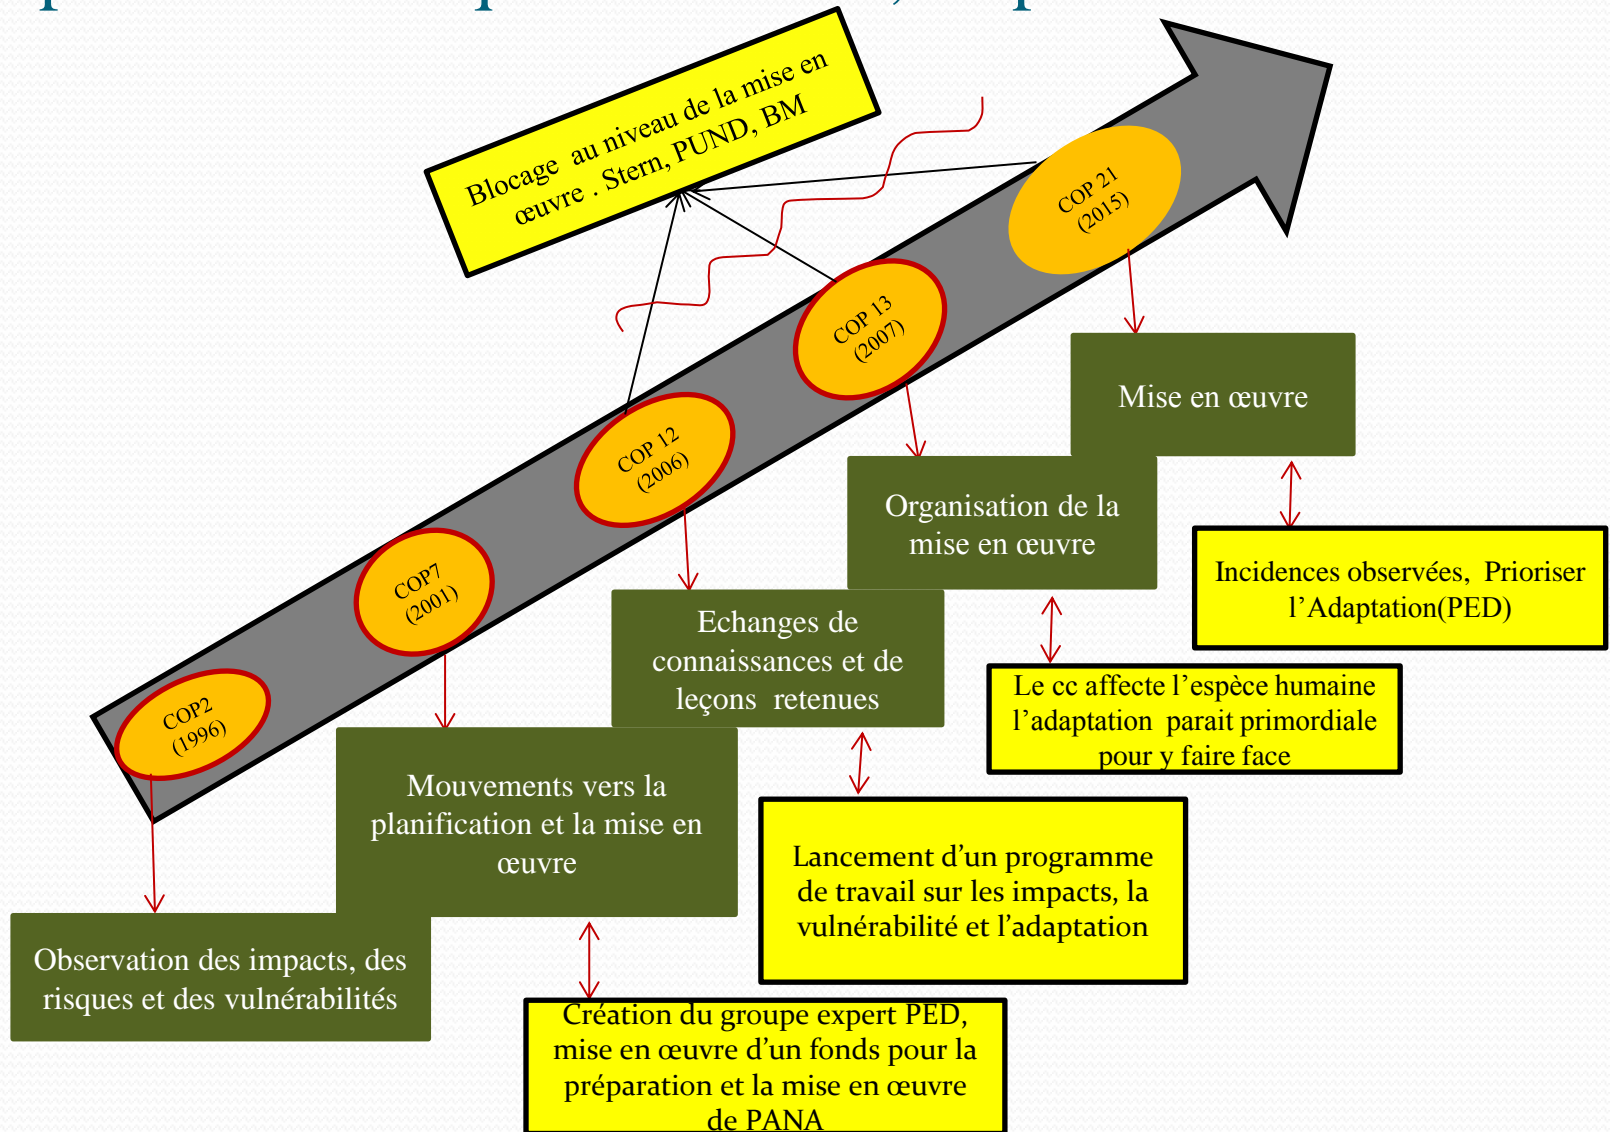 Blocage au niveau de la mise en
œuvre . Stern, PUND, BM
COP 21
(2015)
COP 13
(2007)
COP 12
(2006)
COP7
(2001)
COP2
(1996)
Mise en œuvre
Organisation de la
mise en œuvre
Incidences observées, Prioriser
l’Adaptation(PED)
Echanges de
connaissances et de
leçons retenues
Le cc affecte l’espèce humaine
l’adaptation parait primordiale
pour y faire face
Mouvements vers la
planification et la mise en
œuvre
Lancement d’un programme
de travail sur les impacts, la
vulnérabilité et l’adaptation
Observation des impacts, des
risques et des vulnérabilités
Création du groupe expert PED,
mise en œuvre d’un fonds pour la
préparation et la mise en œuvre
de PANA